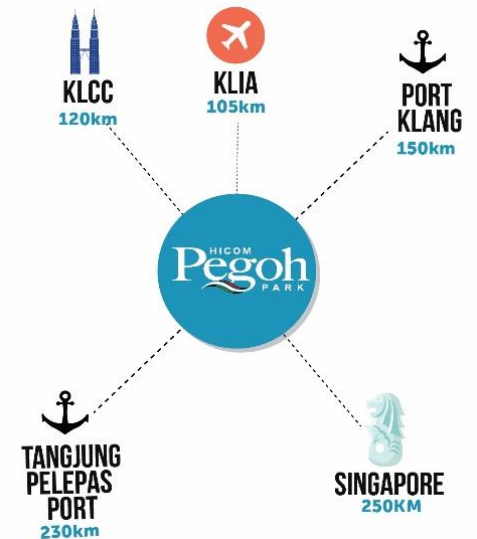 KLCC
120km
KLIA
105km
PORT
KLANG
150km
HICOM
Pegoh
PARK
TANGJUNG
PELEPAS
PORT
230km
SINGAPORE
250KM